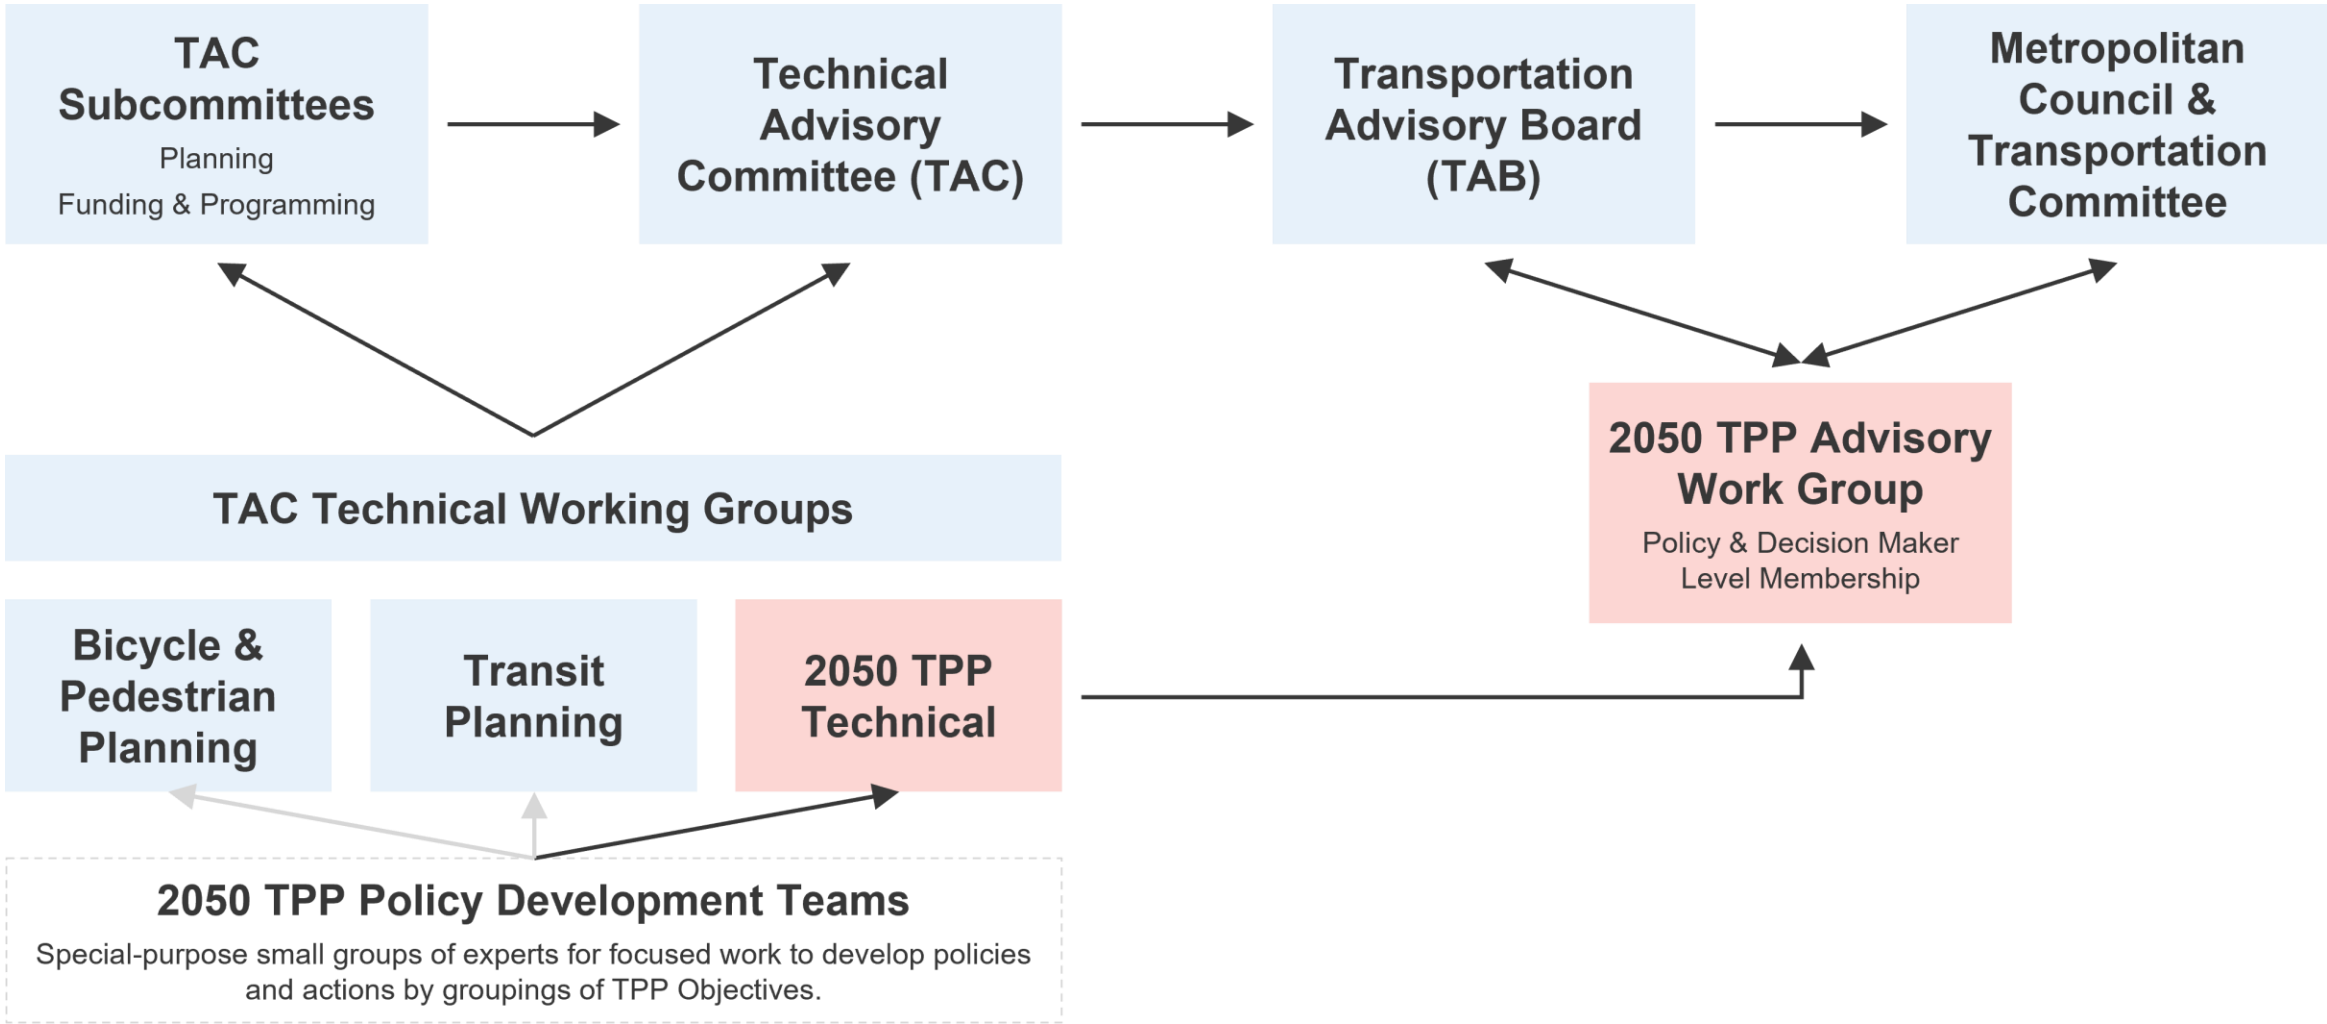 TAC
Subcommittees
Planning
Funding & Programming
Technical
Advisory
Committee (TAC)
Transportation
Advisory Board
(TAB)
Metropolitan
Council &
Transportation
Committee
TAC Technical Working Groups
2050 TPP Advisory
Work Group
Policy & Decision Maker
Level Membership
Bicycle &
Pedestrian
Planning
Transit
Planning
2050 TPP
Technical
2050 TPP Policy Development Teams
Special-purpose small groups of experts for focused work to develop policies
and actions by groupings of TPP Objectives.